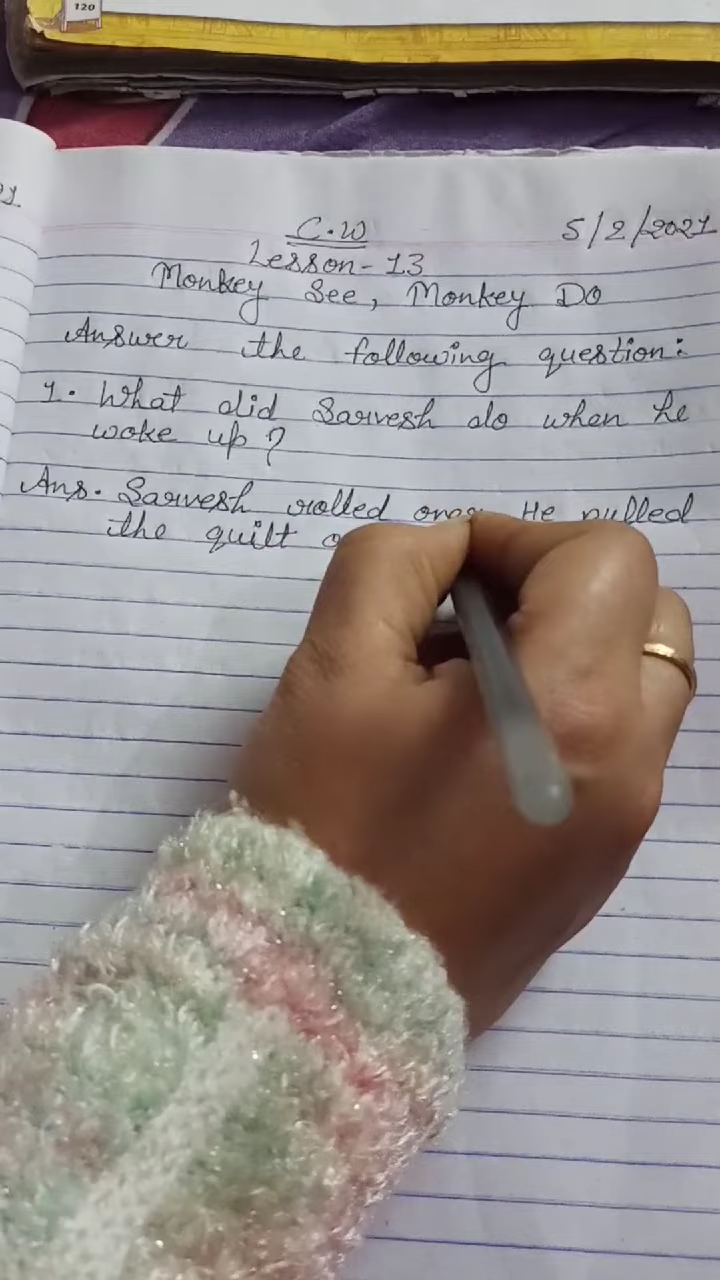 120
C.W 5/2/2021
Lesson-13
Monkey See, Monkey Do
Answer the following question:
1. What did Sarvesh do when he
woke up?
Ans. Sarvesh rolled He pulled
the quilt